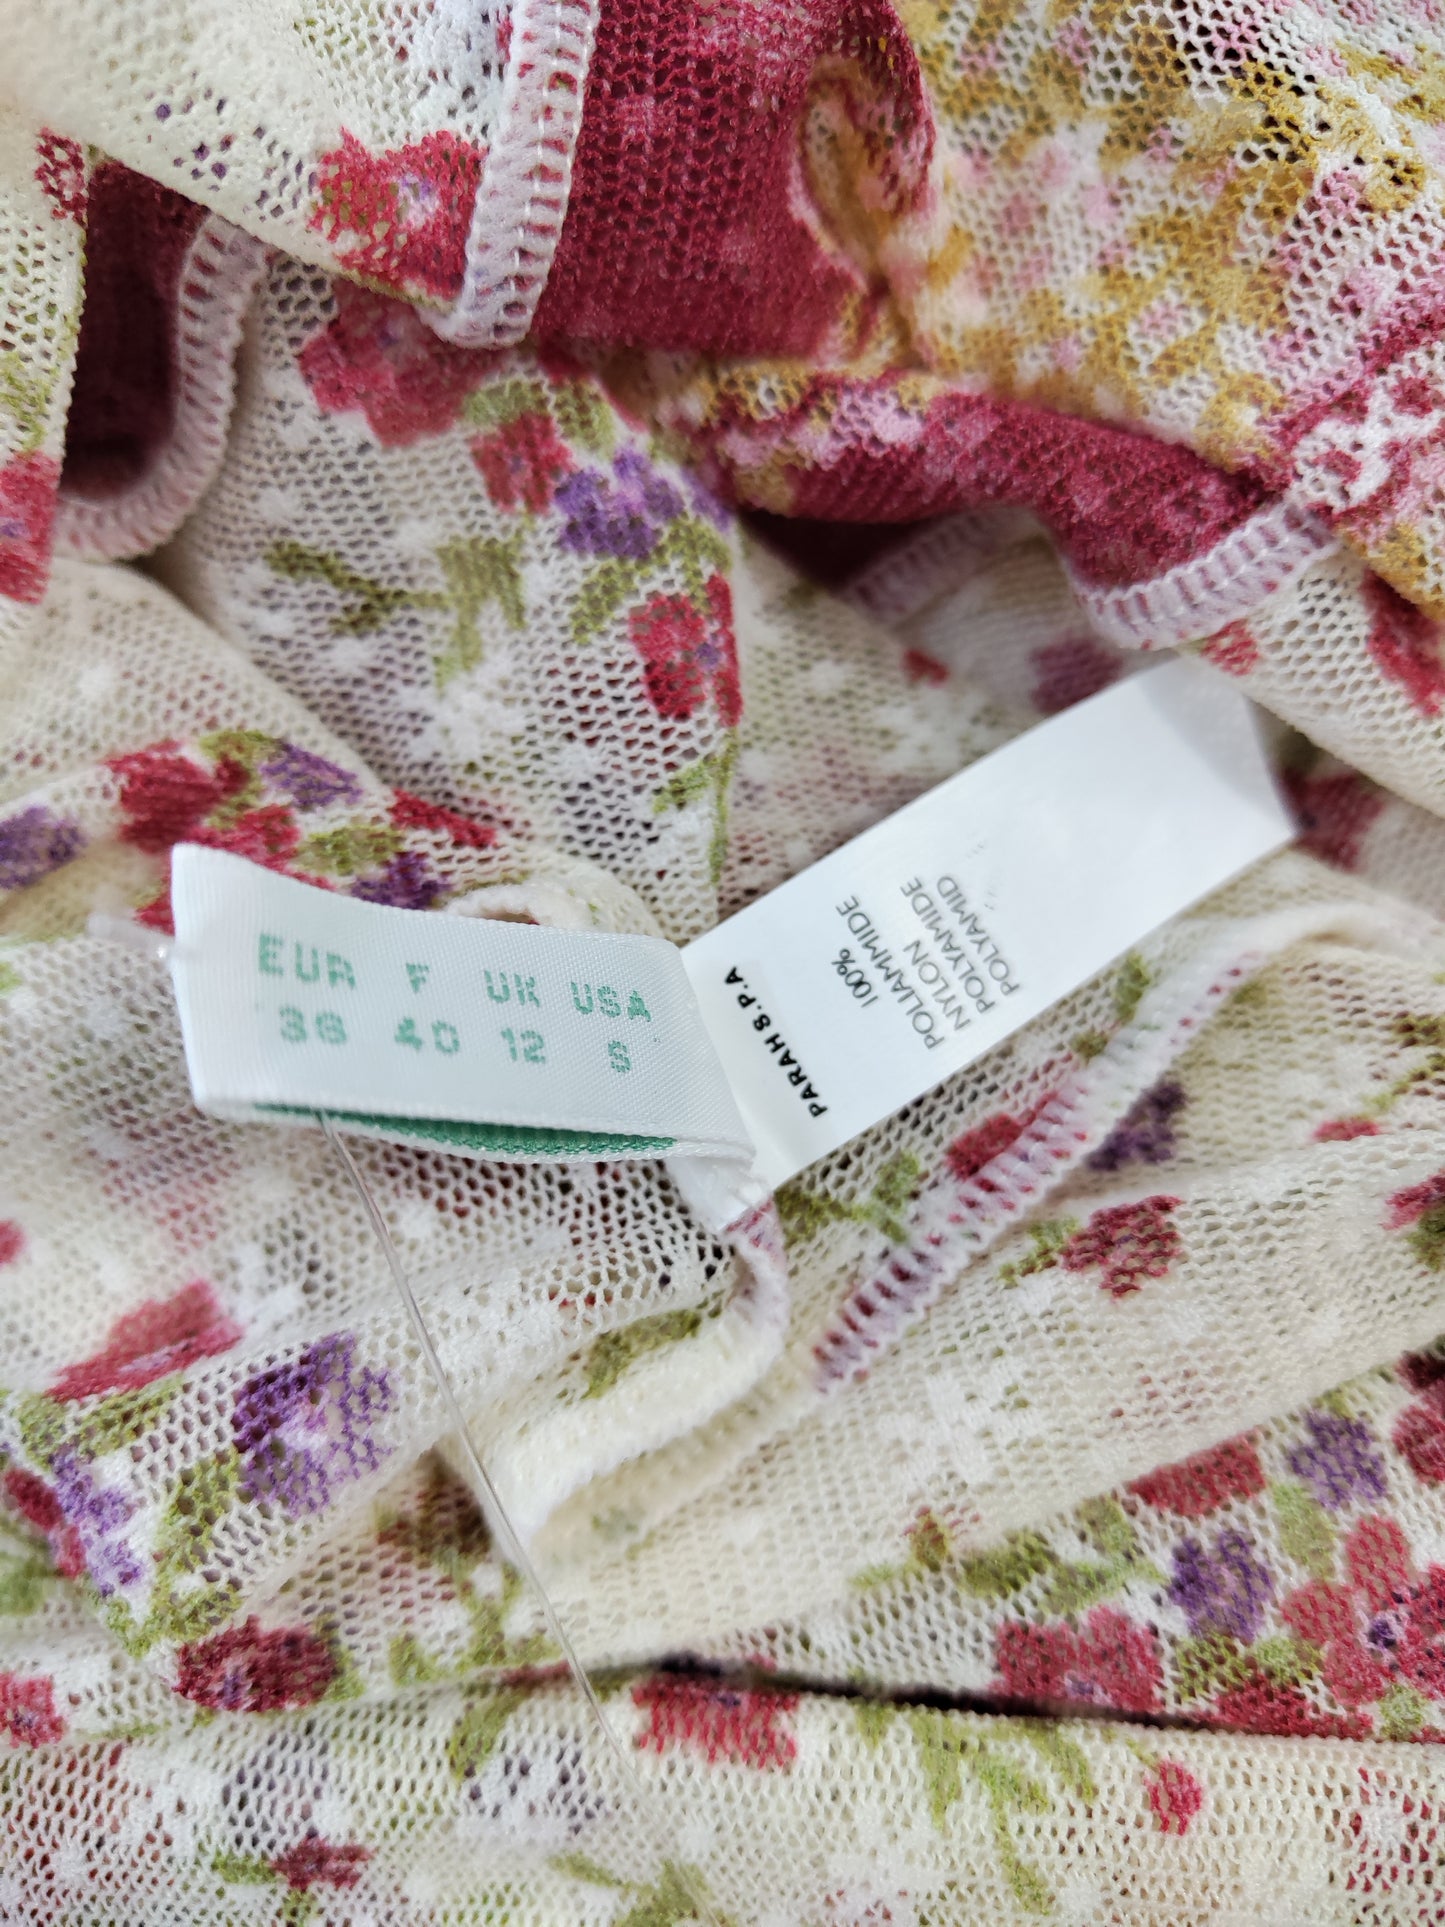 EUR F UK USA
38 40 12 S
PARAH S.P.A
100%
POLIAMMIDE
NYLON
POLYAMIDE
POLYAMID